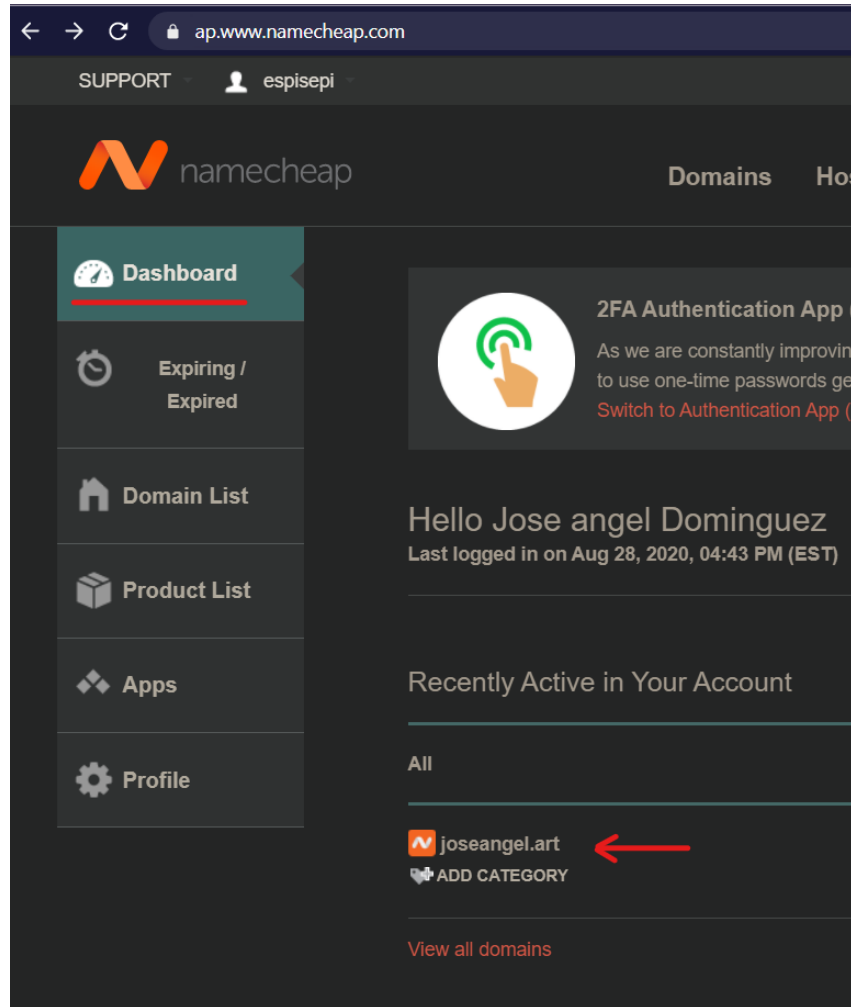 ap.www.namecheap.com
SUPPORT espisepi
namecheap
Domains
Dashboard
Expiring /
Expired
Domain List
Product List
Apps
Profile
2FA Authentication App
As we are constantly
to use one-time passwords
Switch to Authentication App (
Hello Jose angel Dominguez
Last logged in on Aug 28, 2020, 04:43 PM (EST)
Recently Active in Your Account
All
joseangel.art
ADD CATEGORY
View all domains